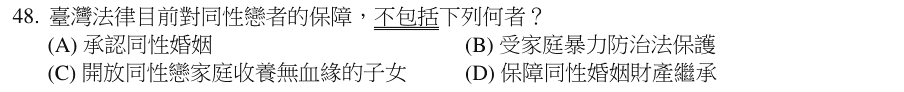 48. 臺灣法律目前對同性戀者的保障，不包括下列何者？
(A) 承認同性婚姻 (B) 受家庭暴力防治法保護
(C) 開放同性戀家庭收養無血緣的子女 (D) 保障同性婚姻財產繼承